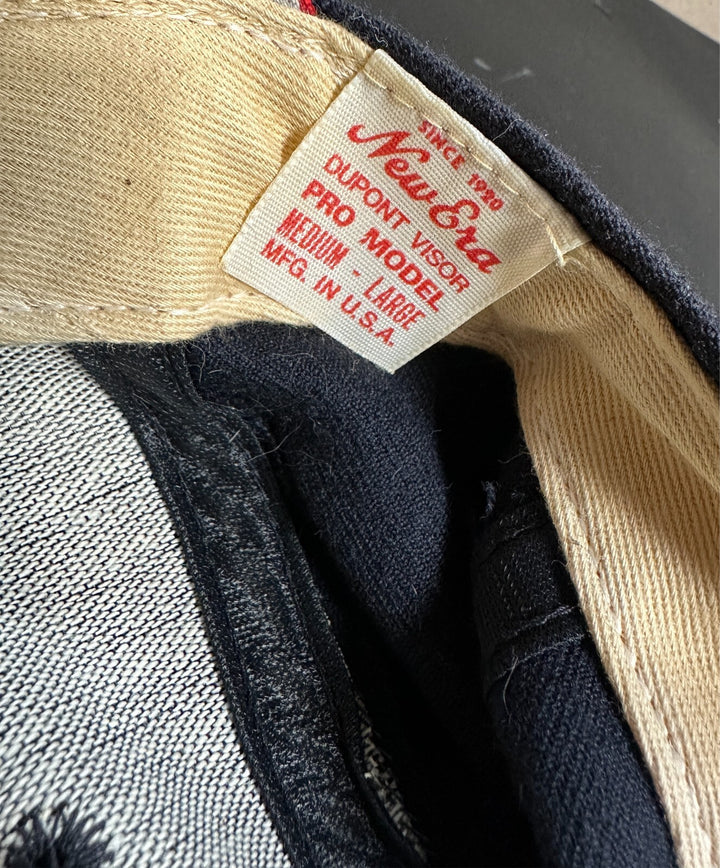 SINCE 1920
New Era
DUPONT VISOR
PRO MODEL
MEDIUM - LARGE
MFG. IN U.S.A.